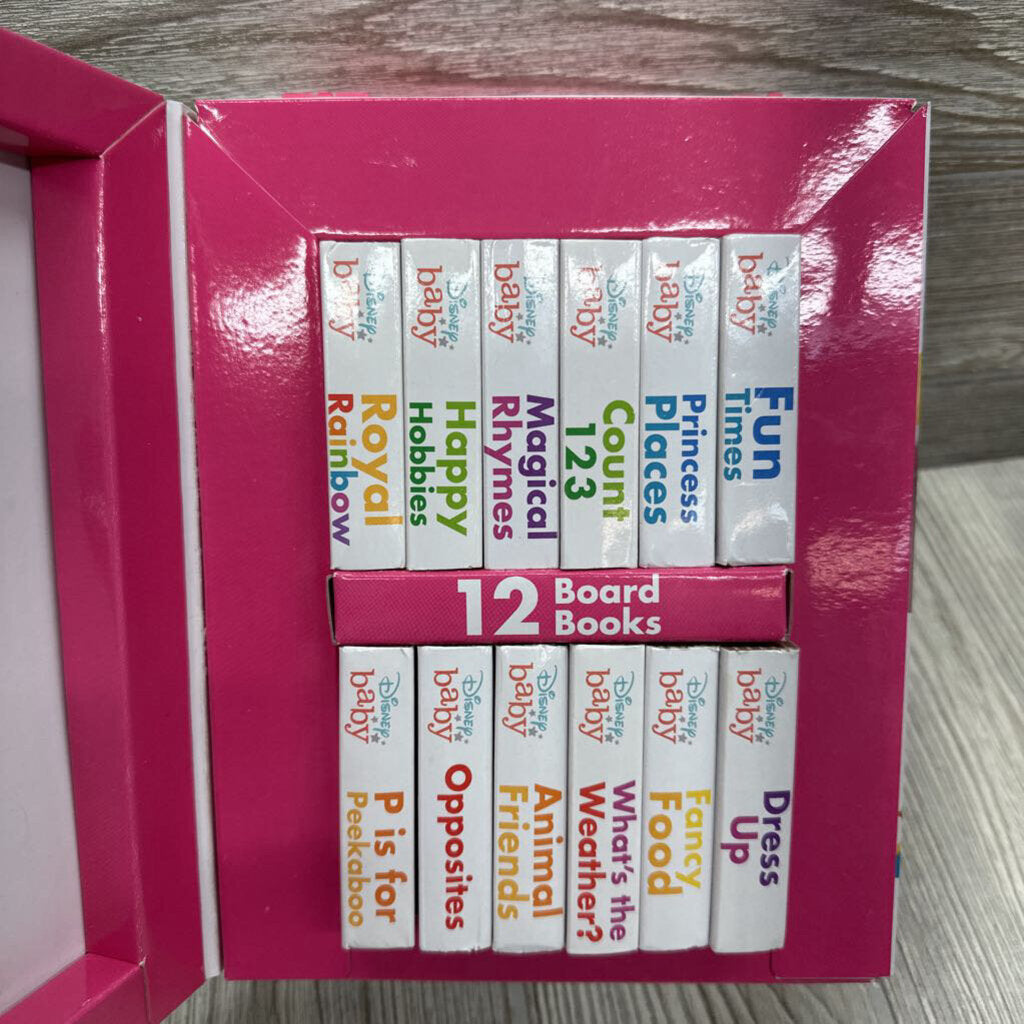 Disney
baby
Royal
Rainbow
Disney
baby
Happy
Hobbies
Disney
baby
Magical
Rhymes
Disney
baby
Count
123
Disney
baby
Princess
Places
Disney
baby
Fun
Times
12 Board
Books
Disney
baby
P is for
Peekaboo
Disney
baby
Opposites
Disney
baby
Animal
Friends
Disney
baby
What's the
Weather?
Disney
baby
Fancy
Food
Disney
baby
Dress
Up